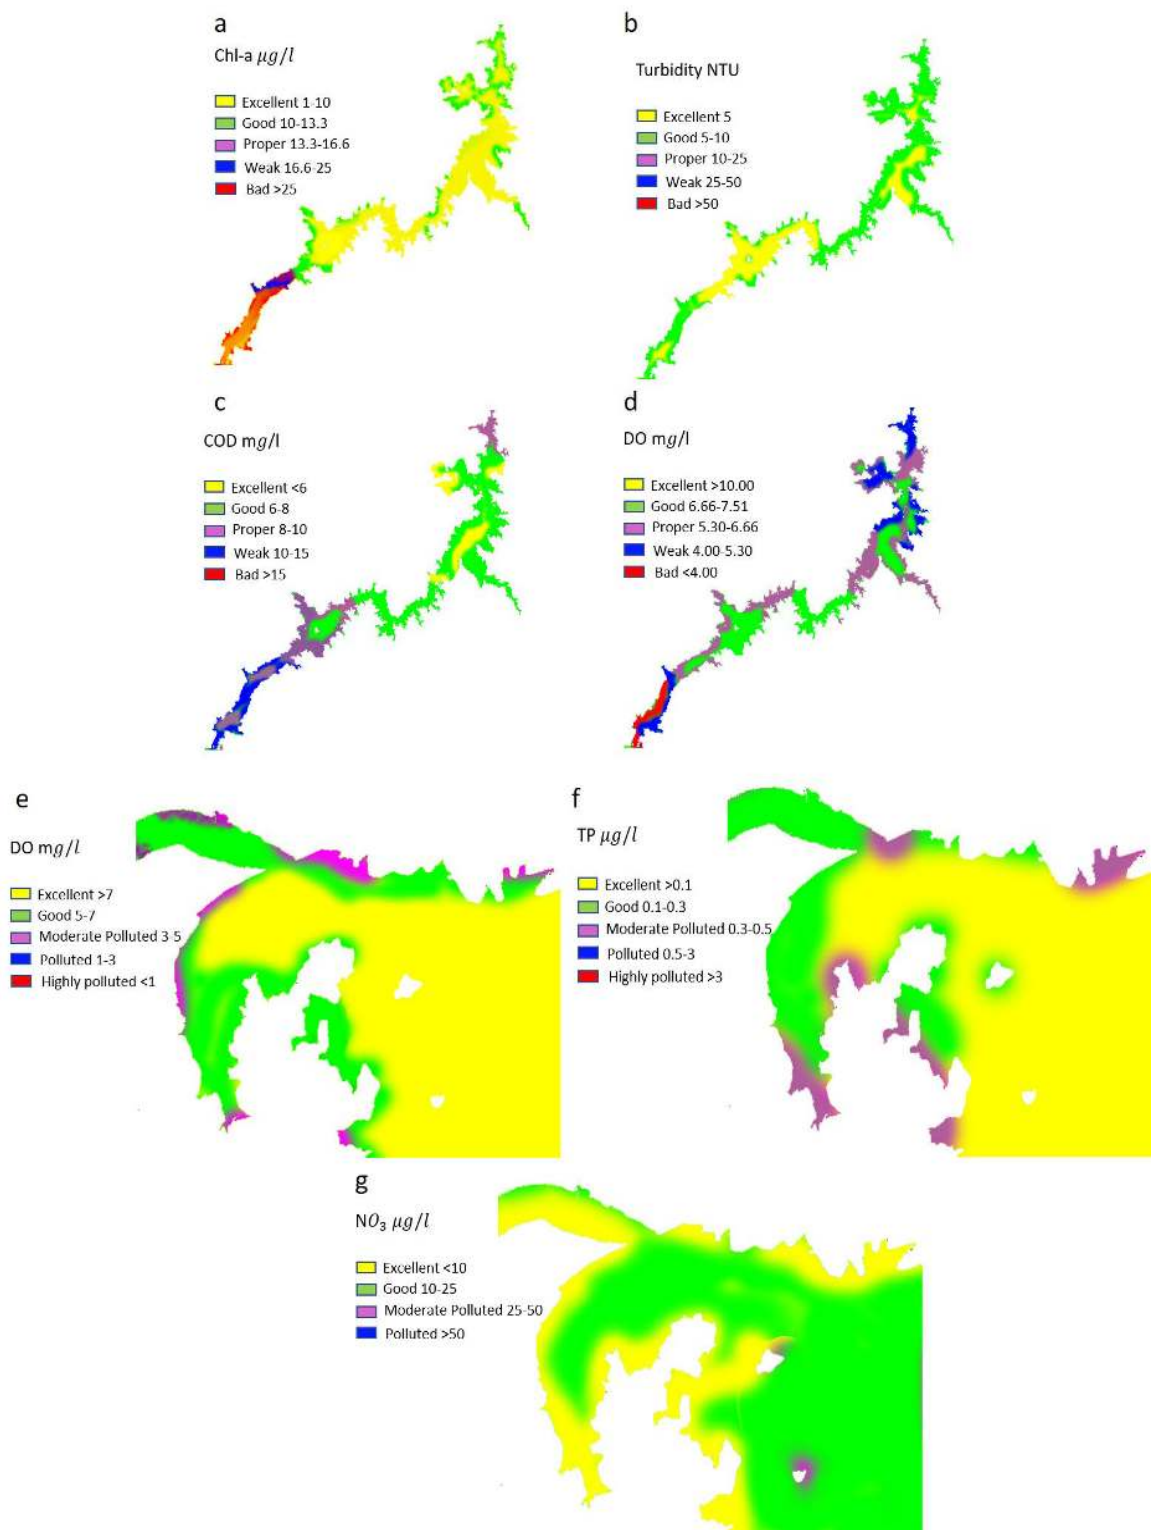 a
Chl-a μg/l
Excellent 1-10
Good 10-13.3
Proper 13.3-16.6
Weak 16.6-25
Bad >25
b
Turbidity NTU
Excellent 5
Good 5-10
Proper 10-25
Weak 25-50
Bad >50
c
COD mg/l
Excellent <6
Good 6-8
Proper 8-10
Weak 10-15
Bad >15
d
DO mg/l
Excellent >10.00
Good 6.66-7.51
Proper 5.30-6.66
Weak 4.00-5.30
Bad <4.00
e
DO mg/l
Excellent >7
Good 5-7
Moderate Polluted 3-5
Polluted 1-3
Highly polluted <1
f
TP μg/l
Excellent >0.1
Good 0.1-0.3
Moderate Polluted 0.3-0.5
Polluted 0.5-3
Highly polluted >3
g
NO₃ μg/l
Excellent <10
Good 10-25
Moderate Polluted 25-50
Polluted >50